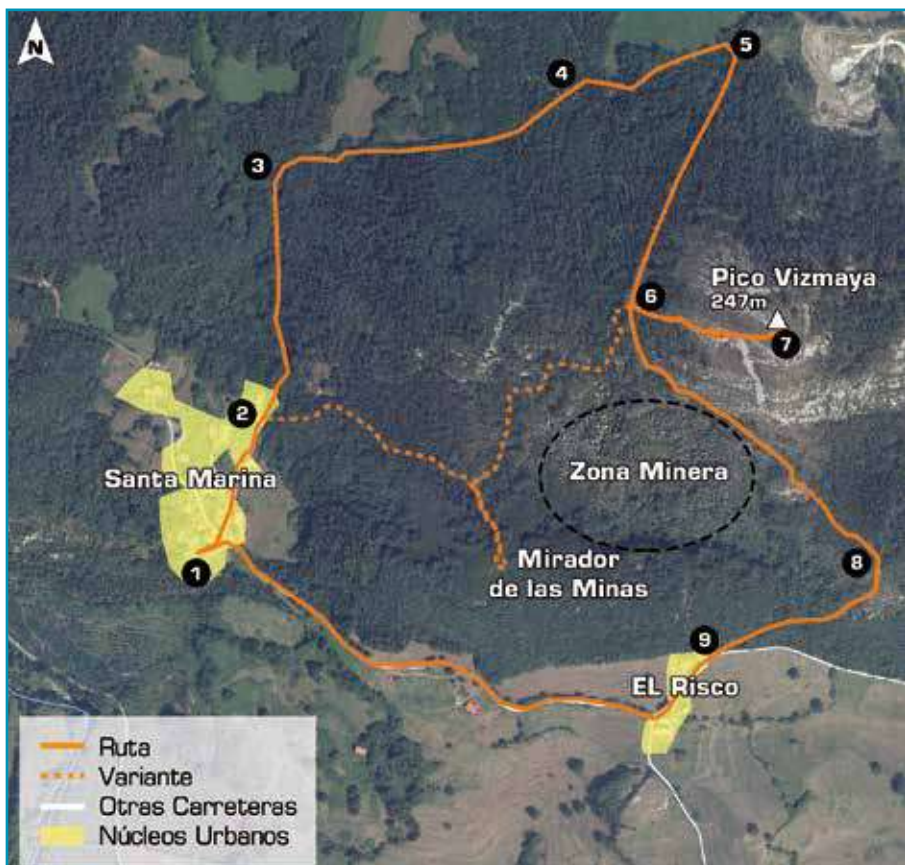 N
5
4
3
Pico Vizmaya
247m
6
7
2
Zona Minera
Santa Marina
Mirador
de las Minas
8
1
9
EL Risco
Ruta
Variante
Otras Carreteras
Núcleos Urbanos